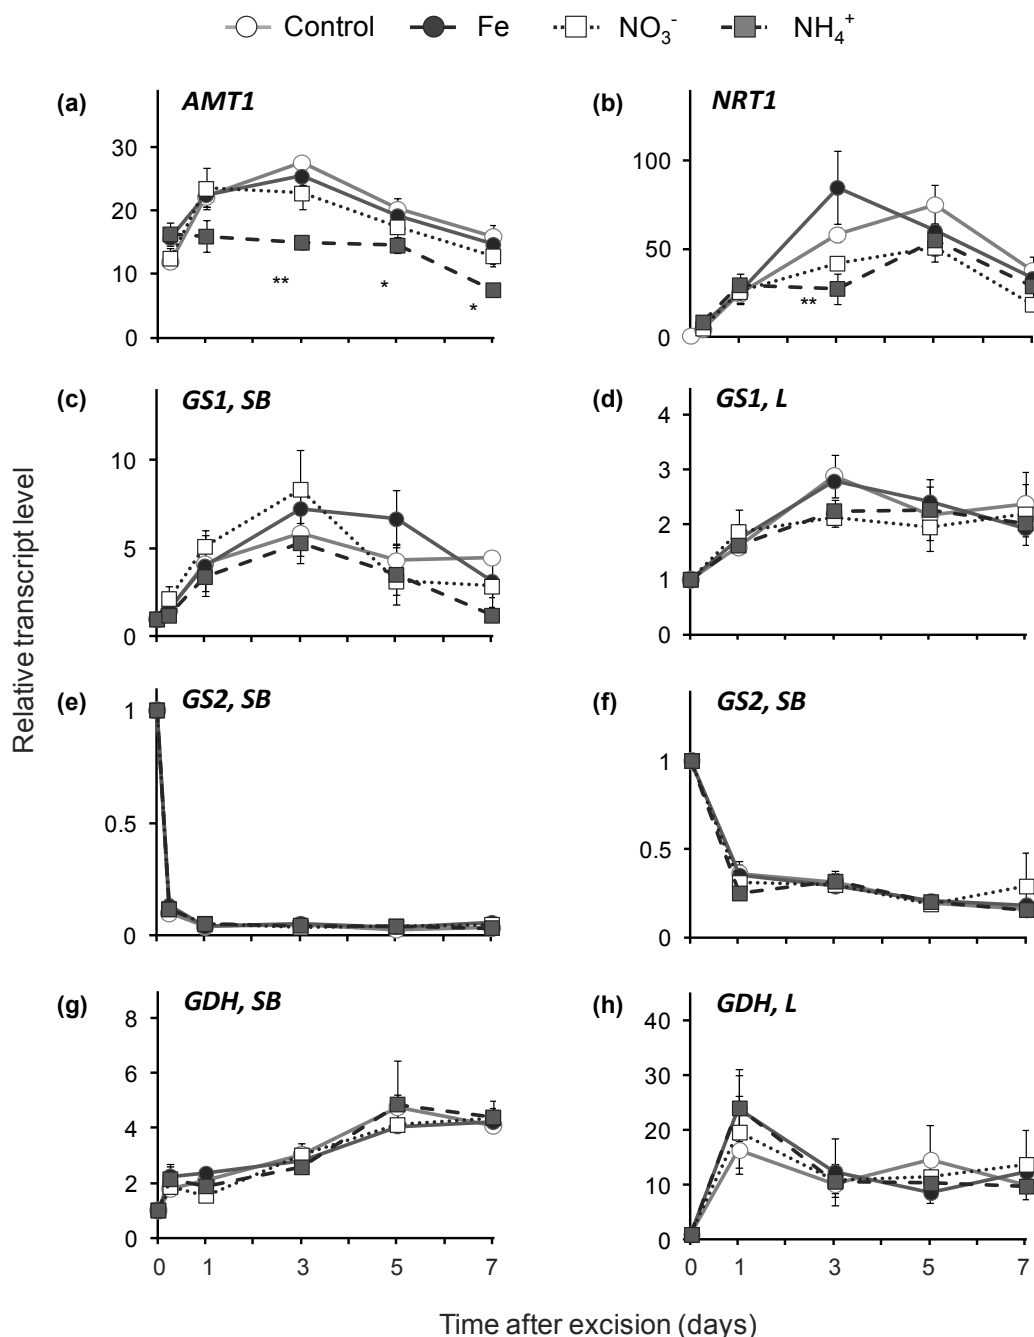 Control Fe NO₃⁻ NH₄⁺
(a) AMT1
30
20
10
0
**
*
*
(b) NRT1
100
50
0
**
(c) GS1, SB
10
5
0
(d) GS1, L
4
3
2
1
0
(e) GS2, SB
1
0.5
0
(f) GS2, SB
1
0.5
0
(g) GDH, SB
8
6
4
2
0
0 1 3 5 7
(h) GDH, L
40
30
20
10
0
0 1 3 5 7
Relative transcript level
Time after excision (days)